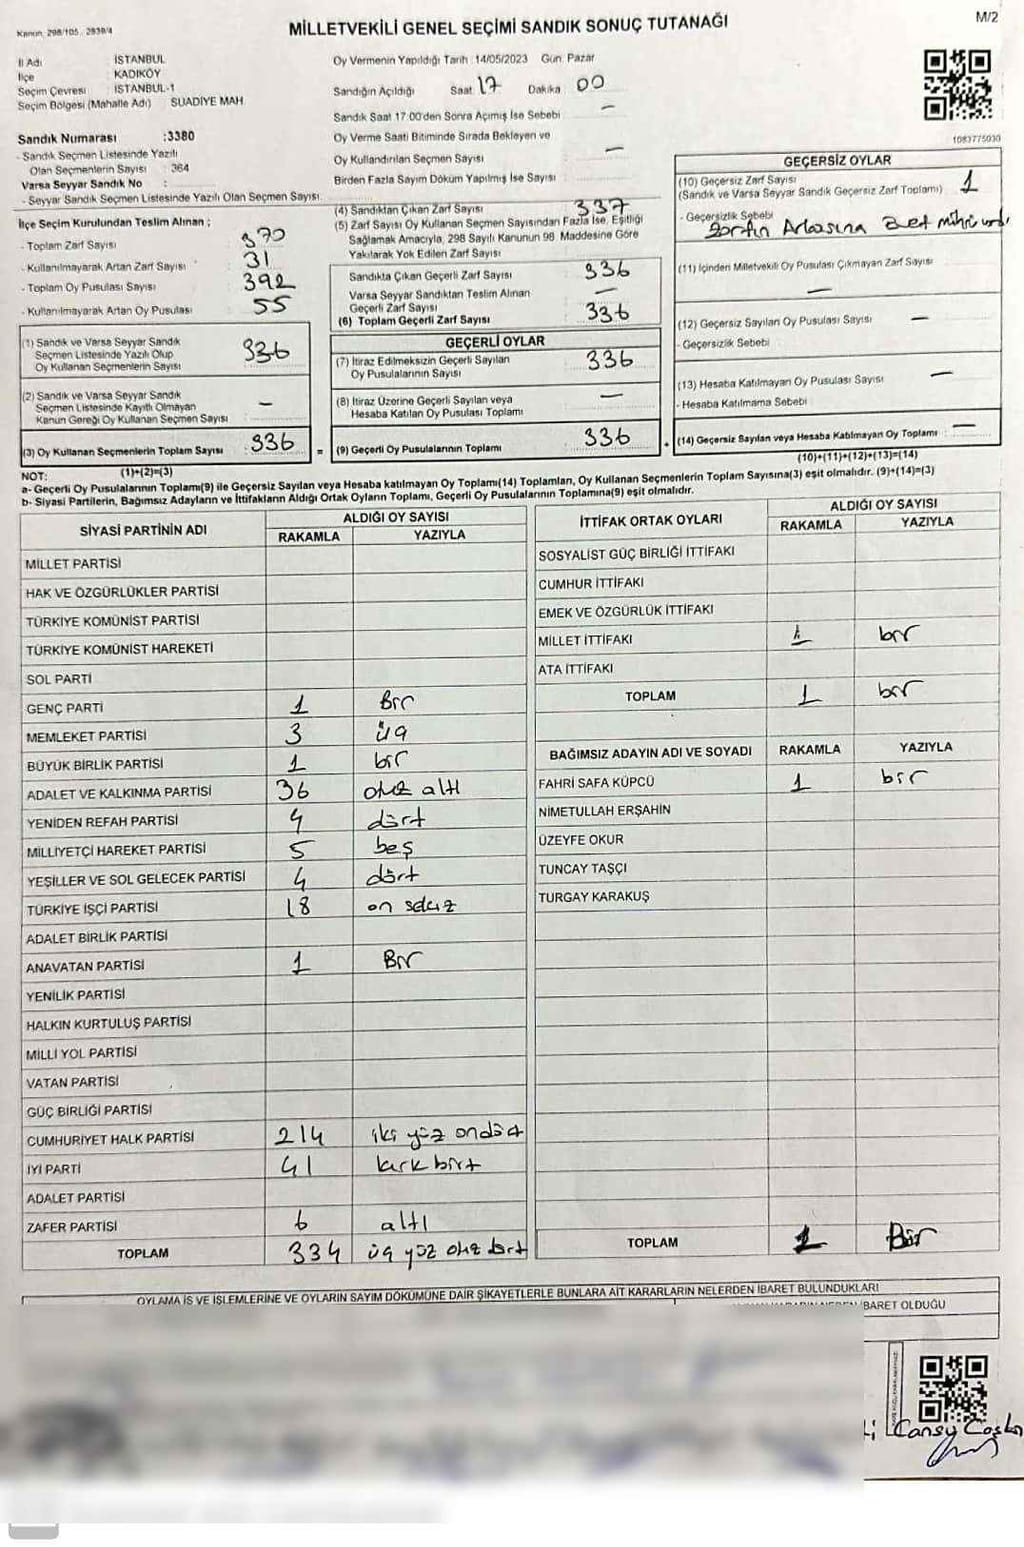 Kanun: 298/105, 2839/4
MİLLETVEKİLİ GENEL SEÇİMİ SANDIK SONUÇ TUTANAĞI
M/2
İl Adı İSTANBUL
İlçe KADIKÖY
Seçim Çevresi : İSTANBUL-1
Seçim Bölgesi (Mahalle Adı) SUADİYE MAH
Sandık Numarası :3380
- Sandık Seçmen Listesinde Yazılı
Olan Seçmenlerin Sayısı : 364
Varsa Seyyar Sandık No :
- Seyyar Sandık Seçmen Listesinde Yazılı Olan Seçmen Sayısı:
İlçe Seçim Kurulundan Teslim Alınan ;
- Toplam Zarf Sayısı 370
- Kullanılmayarak Artan Zarf Sayısı 31
- Toplam Oy Pusulası Sayısı 392
- Kullanılmayarak Artan Oy Pusulası 55
(1) Sandık ve Varsa Seyyar Sandık
Seçmen Listesinde Yazılı Olup
Oy Kullanan Seçmenlerin Sayısı 336
(2) Sandık ve Varsa Seyyar Sandık
Seçmen Listesinde Kayıtlı Olmayan
Kanun Gereği Oy Kullanan Seçmen Sayısı –
(3) Oy Kullanan Seçmenlerin Toplam Sayısı : 336
(1)+(2)=(3)
Oy Vermenin Yapıldığı Tarih : 14/05/2023 Gün: Pazar
Sandığın Açıldığı Saat 17 Dakika 00
Sandık Saat 17:00'den Sonra Açılmış İse Sebebi –
Oy Verme Saati Bitiminde Sırada Bekleyen ve
Oy Kullandırılan Seçmen Sayısı –
Birden Fazla Sayım Döküm Yapılmış İse Sayısı
(4) Sandıktan Çıkan Zarf Sayısı 337
(5) Zarf Sayısı Oy Kullanan Seçmen Sayısından Fazla İse, Eşitliği
Sağlamak Amacıyla, 298 Sayılı Kanunun 98. Maddesine Göre
Yakılarak Yok Edilen Zarf Sayısı
Sandıkta Çıkan Geçerli Zarf Sayısı 336
Varsa Seyyar Sandıktan Teslim Alınan
Geçerli Zarf Sayısı –
(6) Toplam Geçerli Zarf Sayısı 336
GEÇERLİ OYLAR
(7) İtiraz Edilmeksizin Geçerli Sayılan
Oy Pusulalarının Sayısı 336
(8) İtiraz Üzerine Geçerli Sayılan veya
Hesaba Katılan Oy Pusulası Toplamı –
= (9) Geçerli Oy Pusulalarının Toplamı 336
1083775030
GEÇERSİZ OYLAR
(10) Geçersiz Zarf Sayısı
(Sandık ve Varsa Seyyar Sandık Geçersiz Zarf Toplamı) 1
- Geçersizlik Sebebi
(11) İçinden Milletvekili Oy Pusulası Çıkmayan Zarf Sayısı
–
(12) Geçersiz Sayılan Oy Pusulası Sayısı –
- Geçersizlik Sebebi
(13) Hesaba Katılmayan Oy Pusulası Sayısı –
- Hesaba Katılmama Sebebi
+ (14) Geçersiz Sayılan veya Hesaba Katılmayan Oy Toplamı –
(10)+(11)+(12)+(13)=(14)
NOT:
a- Geçerli Oy Pusulalarının Toplamı(9) ile Geçersiz Sayılan veya Hesaba katılmayan Oy Toplamı(14) Toplamları, Oy Kullanan Seçmenlerin Toplam Sayısına(3) eşit olmalıdır. (9)+(14)=(3)
b- Siyasi Partilerin, Bağımsız Adayların ve İttifakların Aldığı Ortak Oyların Toplamı, Geçerli Oy Pusulalarının Toplamına(9) eşit olmalıdır.
SİYASİ PARTİNİN ADI ALDIĞI OY SAYISI
RAKAMLA YAZIYLA
MİLLET PARTİSİ
HAK VE ÖZGÜRLÜKLER PARTİSİ
TÜRKİYE KOMÜNİST PARTİSİ
TÜRKİYE KOMÜNİST HAREKETİ
SOL PARTİ
GENÇ PARTİ 1 Bir
MEMLEKET PARTİSİ 3 üç
BÜYÜK BİRLİK PARTİSİ 1 bir
ADALET VE KALKINMA PARTİSİ 36 otuz altı
YENİDEN REFAH PARTİSİ 4 dört
MİLLİYETÇİ HAREKET PARTİSİ 5 beş
YEŞİLLER VE SOL GELECEK PARTİSİ 4 dört
TÜRKİYE İŞÇİ PARTİSİ 18 on sekiz
ADALET BİRLİK PARTİSİ
ANAVATAN PARTİSİ 1 Bir
YENİLİK PARTİSİ
HALKIN KURTULUŞ PARTİSİ
MİLLİ YOL PARTİSİ
VATAN PARTİSİ
GÜÇ BİRLİĞİ PARTİSİ
CUMHURİYET HALK PARTİSİ 214 iki yüz ondört
İYİ PARTİ 41 kırk bir
ADALET PARTİSİ
ZAFER PARTİSİ 6 altı
TOPLAM 334 üç yüz otuz dört
İTTİFAK ORTAK OYLARI ALDIĞI OY SAYISI
RAKAMLA YAZIYLA
SOSYALİST GÜÇ BİRLİĞİ İTTİFAKI
CUMHUR İTTİFAKI
EMEK VE ÖZGÜRLÜK İTTİFAKI
MİLLET İTTİFAKI 1 bir
ATA İTTİFAKI
TOPLAM 1 bir
BAĞIMSIZ ADAYIN ADI VE SOYADI RAKAMLA YAZIYLA
FAHRİ SAFA KÜPCÜ 1 bir
NİMETULLAH ERŞAHİN
ÜZEYFE OKUR
TUNCAY TAŞÇI
TURGAY KARAKUŞ
TOPLAM 1 Bir
OYLAMA İŞ VE İŞLEMLERİNE VE OYLARIN SAYIM DÖKÜMÜNE DAİR ŞİKAYETLERLE BUNLARA AİT KARARLARIN NELERDEN İBARET BULUNDUKLARI
İBARET OLDUĞU